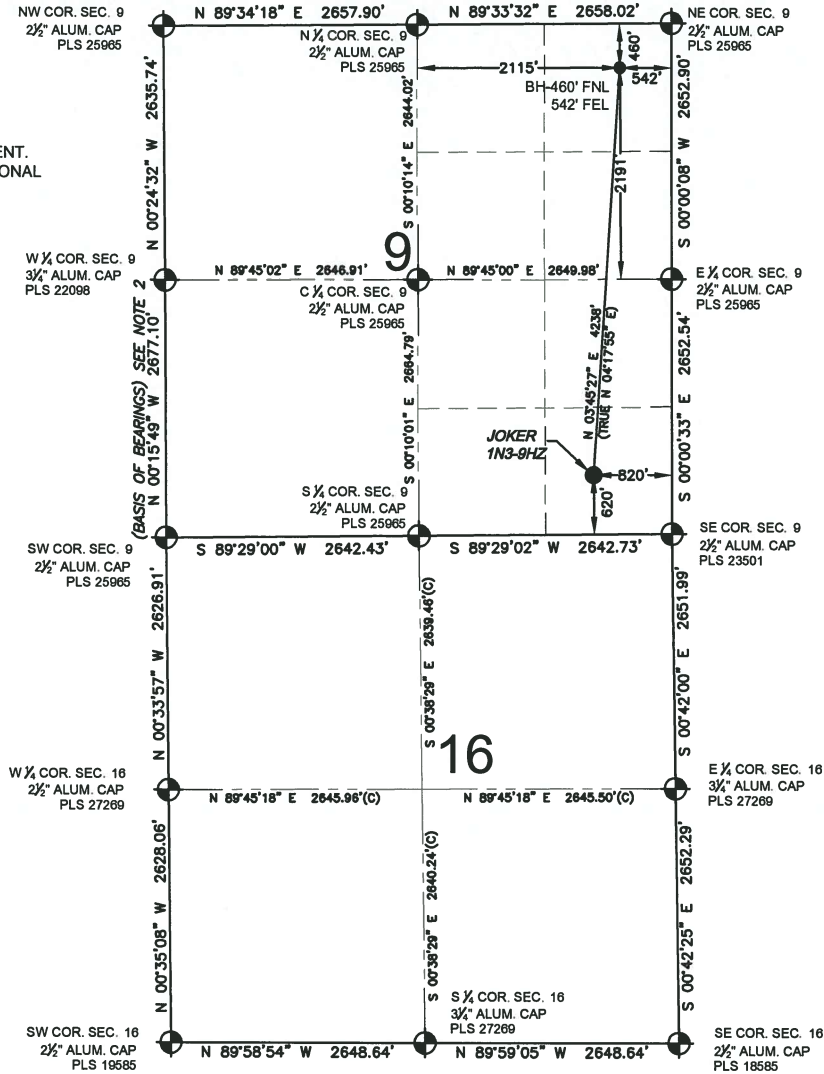 NW COR. SEC. 9
2½" ALUM. CAP
PLS 25965
N 89°34'18" E 2657.90'
N ¼ COR. SEC. 9
2½" ALUM. CAP
PLS 25965
N 89°33'32" E 2658.02'
NE COR. SEC. 9
2½" ALUM. CAP
PLS 25965
460'
2115'
542'
BH-460' FNL
542' FEL
N 00°24'32" W 2635.74'
S 00°10'14" E 2644.02'
2191'
S 00°00'08" W 2652.90'
ENT.
ONAL
W ¼ COR. SEC. 9
3¼" ALUM. CAP
PLS 22098
N 89°45'02" E 2646.91'
9
N 89°45'00" E 2649.98'
E ¼ COR. SEC. 9
2½" ALUM. CAP
PLS 25965
C ¼ COR. SEC. 9
2½" ALUM. CAP
PLS 25965
(BASIS OF BEARINGS) SEE NOTE 2
N 00°15'49" W 2677.10'
S 00°10'01" E 2664.79'
N 03°45'27" E 4238'
(TRUE N 04°17'55" E)
S 00°00'33" E 2652.54'
JOKER
1N3-9HZ
820'
620'
S ¼ COR. SEC. 9
2½" ALUM. CAP
PLS 25965
SW COR. SEC. 9
2½" ALUM. CAP
PLS 25965
S 89°29'00" W 2642.43'
S 89°29'02" W 2642.73'
SE COR. SEC. 9
2½" ALUM. CAP
PLS 23501
N 00°33'57" W 2626.91'
S 00°38'29" E 2639.46'(C)
S 00°42'00" E 2651.99'
16
W ¼ COR. SEC. 16
2½" ALUM. CAP
PLS 27269
N 89°45'18" E 2645.96'(C)
N 89°45'18" E 2645.50'(C)
E ¼ COR. SEC. 16
3¼" ALUM. CAP
PLS 27269
N 00°35'08" W 2628.06'
S 00°38'29" E 2640.24'(C)
S 00°42'25" E 2652.29'
S ¼ COR. SEC. 16
3¼" ALUM. CAP
PLS 27269
SW COR. SEC. 16
2½" ALUM. CAP
PLS 19585
N 89°58'54" W 2648.64'
N 89°59'05" W 2648.64'
SE COR. SEC. 16
2½" ALUM. CAP
PLS 18585